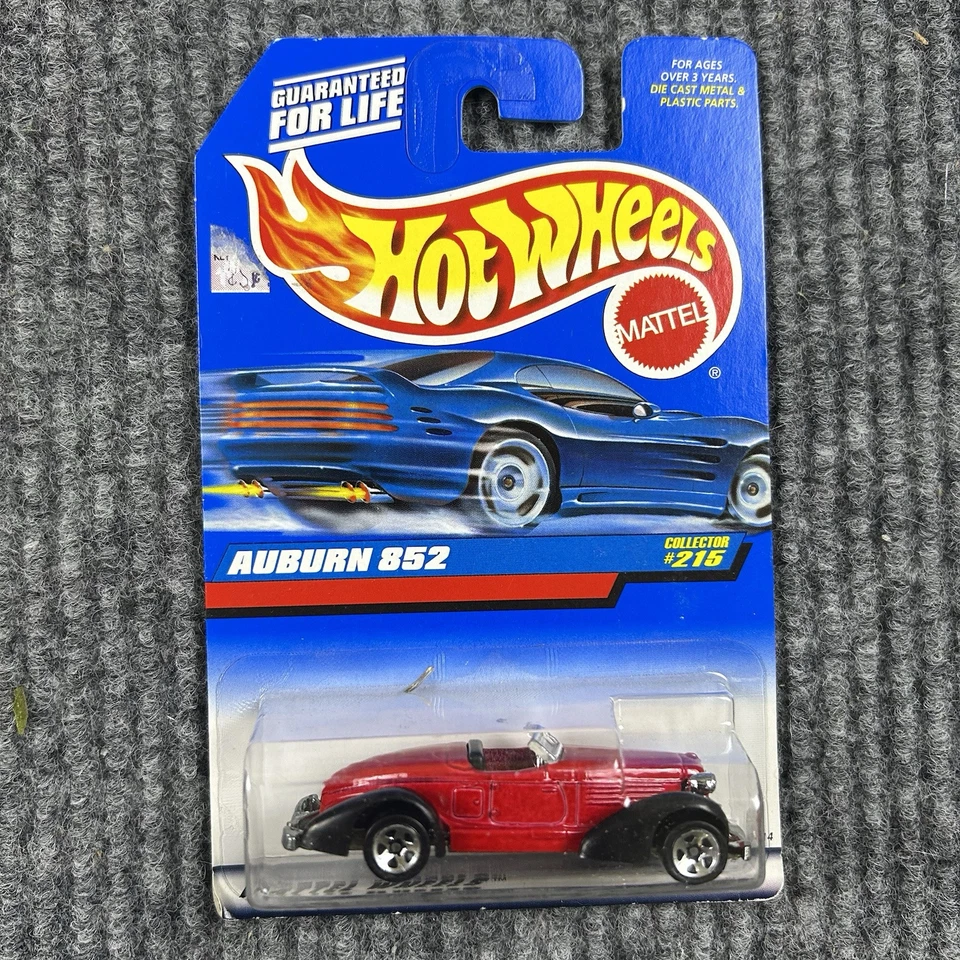 GUARANTEED
FOR LIFE
FOR AGES
OVER 3 YEARS.
DIE CAST METAL &
PLASTIC PARTS.
HOT WHEELS
MATTEL
®
AUBURN 852
COLLECTOR
#215